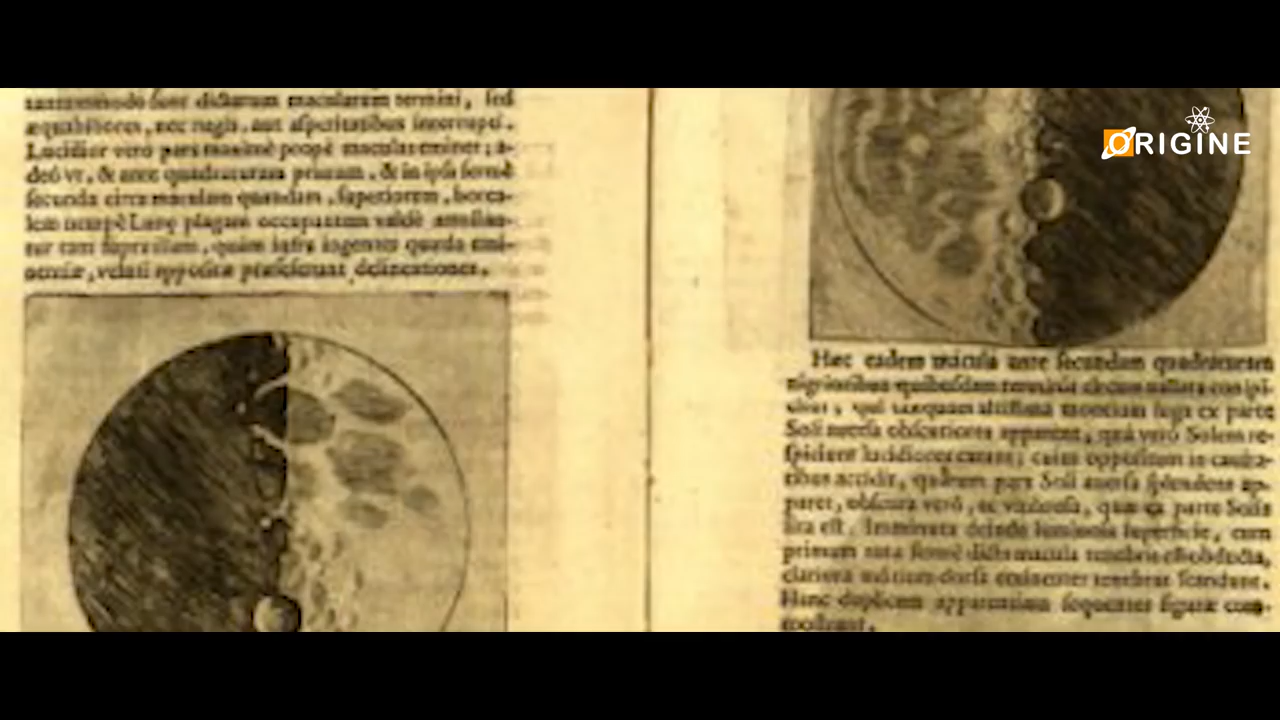 tantummodo sunt dictarum macularum termini, sed
æquabiliores, nec rugis, aut asperitatibus interrupti.
Lucidior vero pars maximè propè maculas eminet; a-
deò vt, & ante quadraturam primam, & in ipsa fermè
secunda circa maculam quandam, superiorem, borea-
lem nempè Lunę plagam occupantem valdè attollan-
tur tam supra illam, quàm infra ingentes quæda emi-
nentiæ, veluti appositæ præseferunt delineationes.
ORIGINE
Hæc eadem macula ante secundam quadraturam
nigrioribus quibusdam terminis circumuallata conspi-
citur; qui tanquam altissima montium iuga ex parte
Soli auersa obscuriores apparent, quà verò Solem re-
spiciunt lucidiores extant; cuius oppositum in cauita-
tibus accidit, quarum pars Soli auersa splendens ap-
paret, obscura verò, ac vmbrosa, quæ ex parte Solis
sita est. Imminuta deinde luminosa superficie, cum
primum tota fermè dicta macula tenebris est obducta,
clariora montium dorsa eminenter tenebras scandunt.
Hanc duplicem apparentiam sequentes figuræ com-